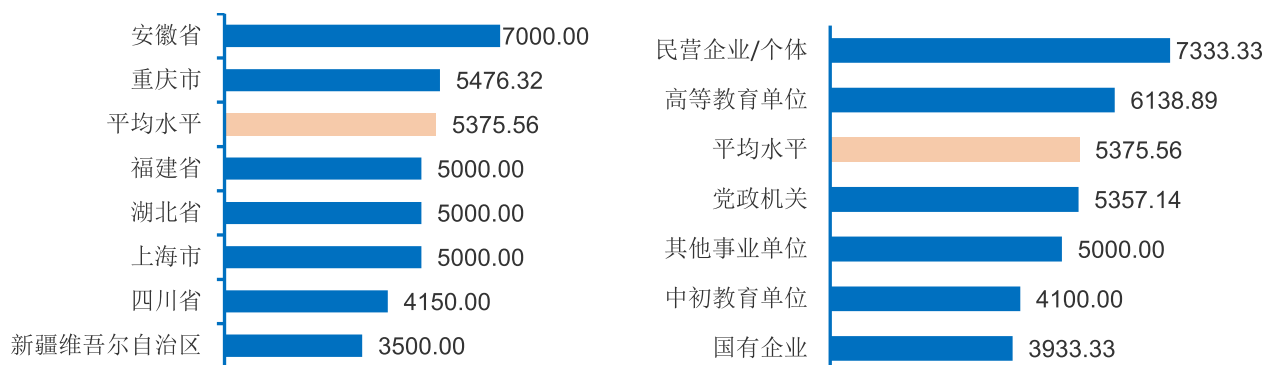 安徽省 7000.00
重庆市 5476.32
平均水平 5375.56
福建省 5000.00
湖北省 5000.00
上海市 5000.00
四川省 4150.00
新疆维吾尔自治区 3500.00
民营企业/个体 7333.33
高等教育单位 6138.89
平均水平 5375.56
党政机关 5357.14
其他事业单位 5000.00
中初教育单位 4100.00
国有企业 3933.33